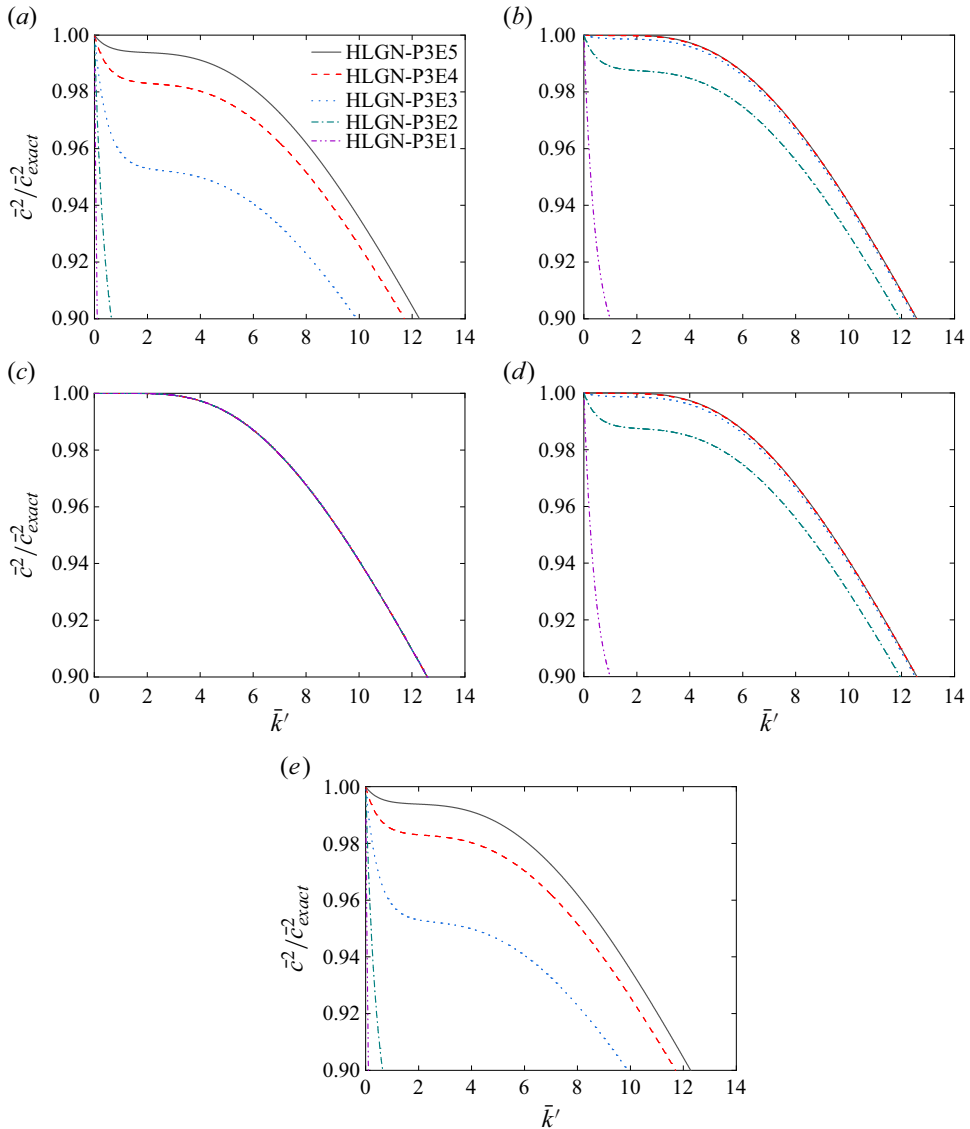 (a)
(b)
1.00
0.98
0.96
0.94
0.92
0.90
c̄²/c̄²exact
HLGN-P3E5
HLGN-P3E4
HLGN-P3E3
HLGN-P3E2
HLGN-P3E1
0 2 4 6 8 10 12 14
1.00
0.98
0.96
0.94
0.92
0.90
0 2 4 6 8 10 12 14
(c)
(d)
1.00
0.98
0.96
0.94
0.92
0.90
c̄²/c̄²exact
0 2 4 6 8 10 12 14
k̄′
1.00
0.98
0.96
0.94
0.92
0.90
0 2 4 6 8 10 12 14
k̄′
(e)
1.00
0.98
0.96
0.94
0.92
0.90
c̄²/c̄²exact
0 2 4 6 8 10 12 14
k̄′